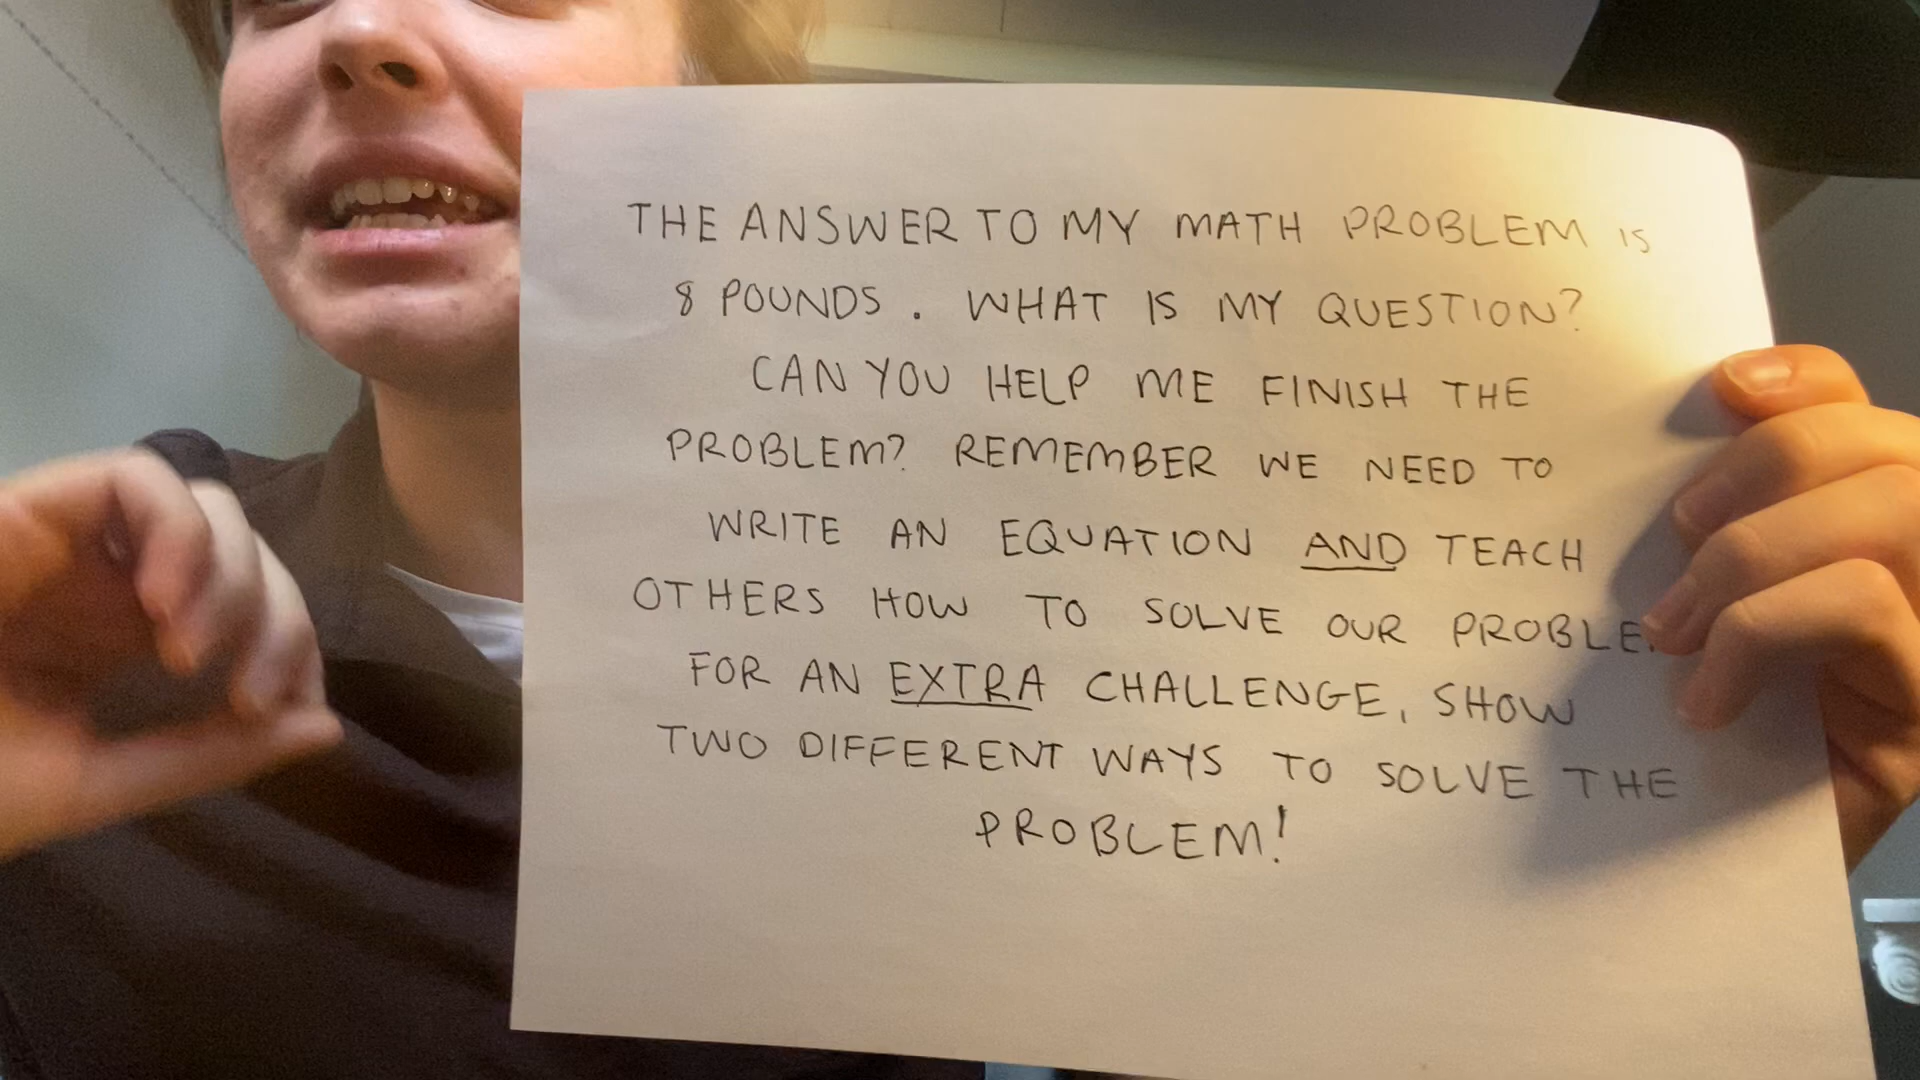 THE ANSWER TO MY MATH PROBLEM IS
8 POUNDS. WHAT IS MY QUESTION?
CAN YOU HELP ME FINISH THE
PROBLEM? REMEMBER WE NEED TO
WRITE AN EQUATION AND TEACH
OTHERS HOW TO SOLVE OUR PROBLE
FOR AN EXTRA CHALLENGE, SHOW
TWO DIFFERENT WAYS TO SOLVE THE
PROBLEM!